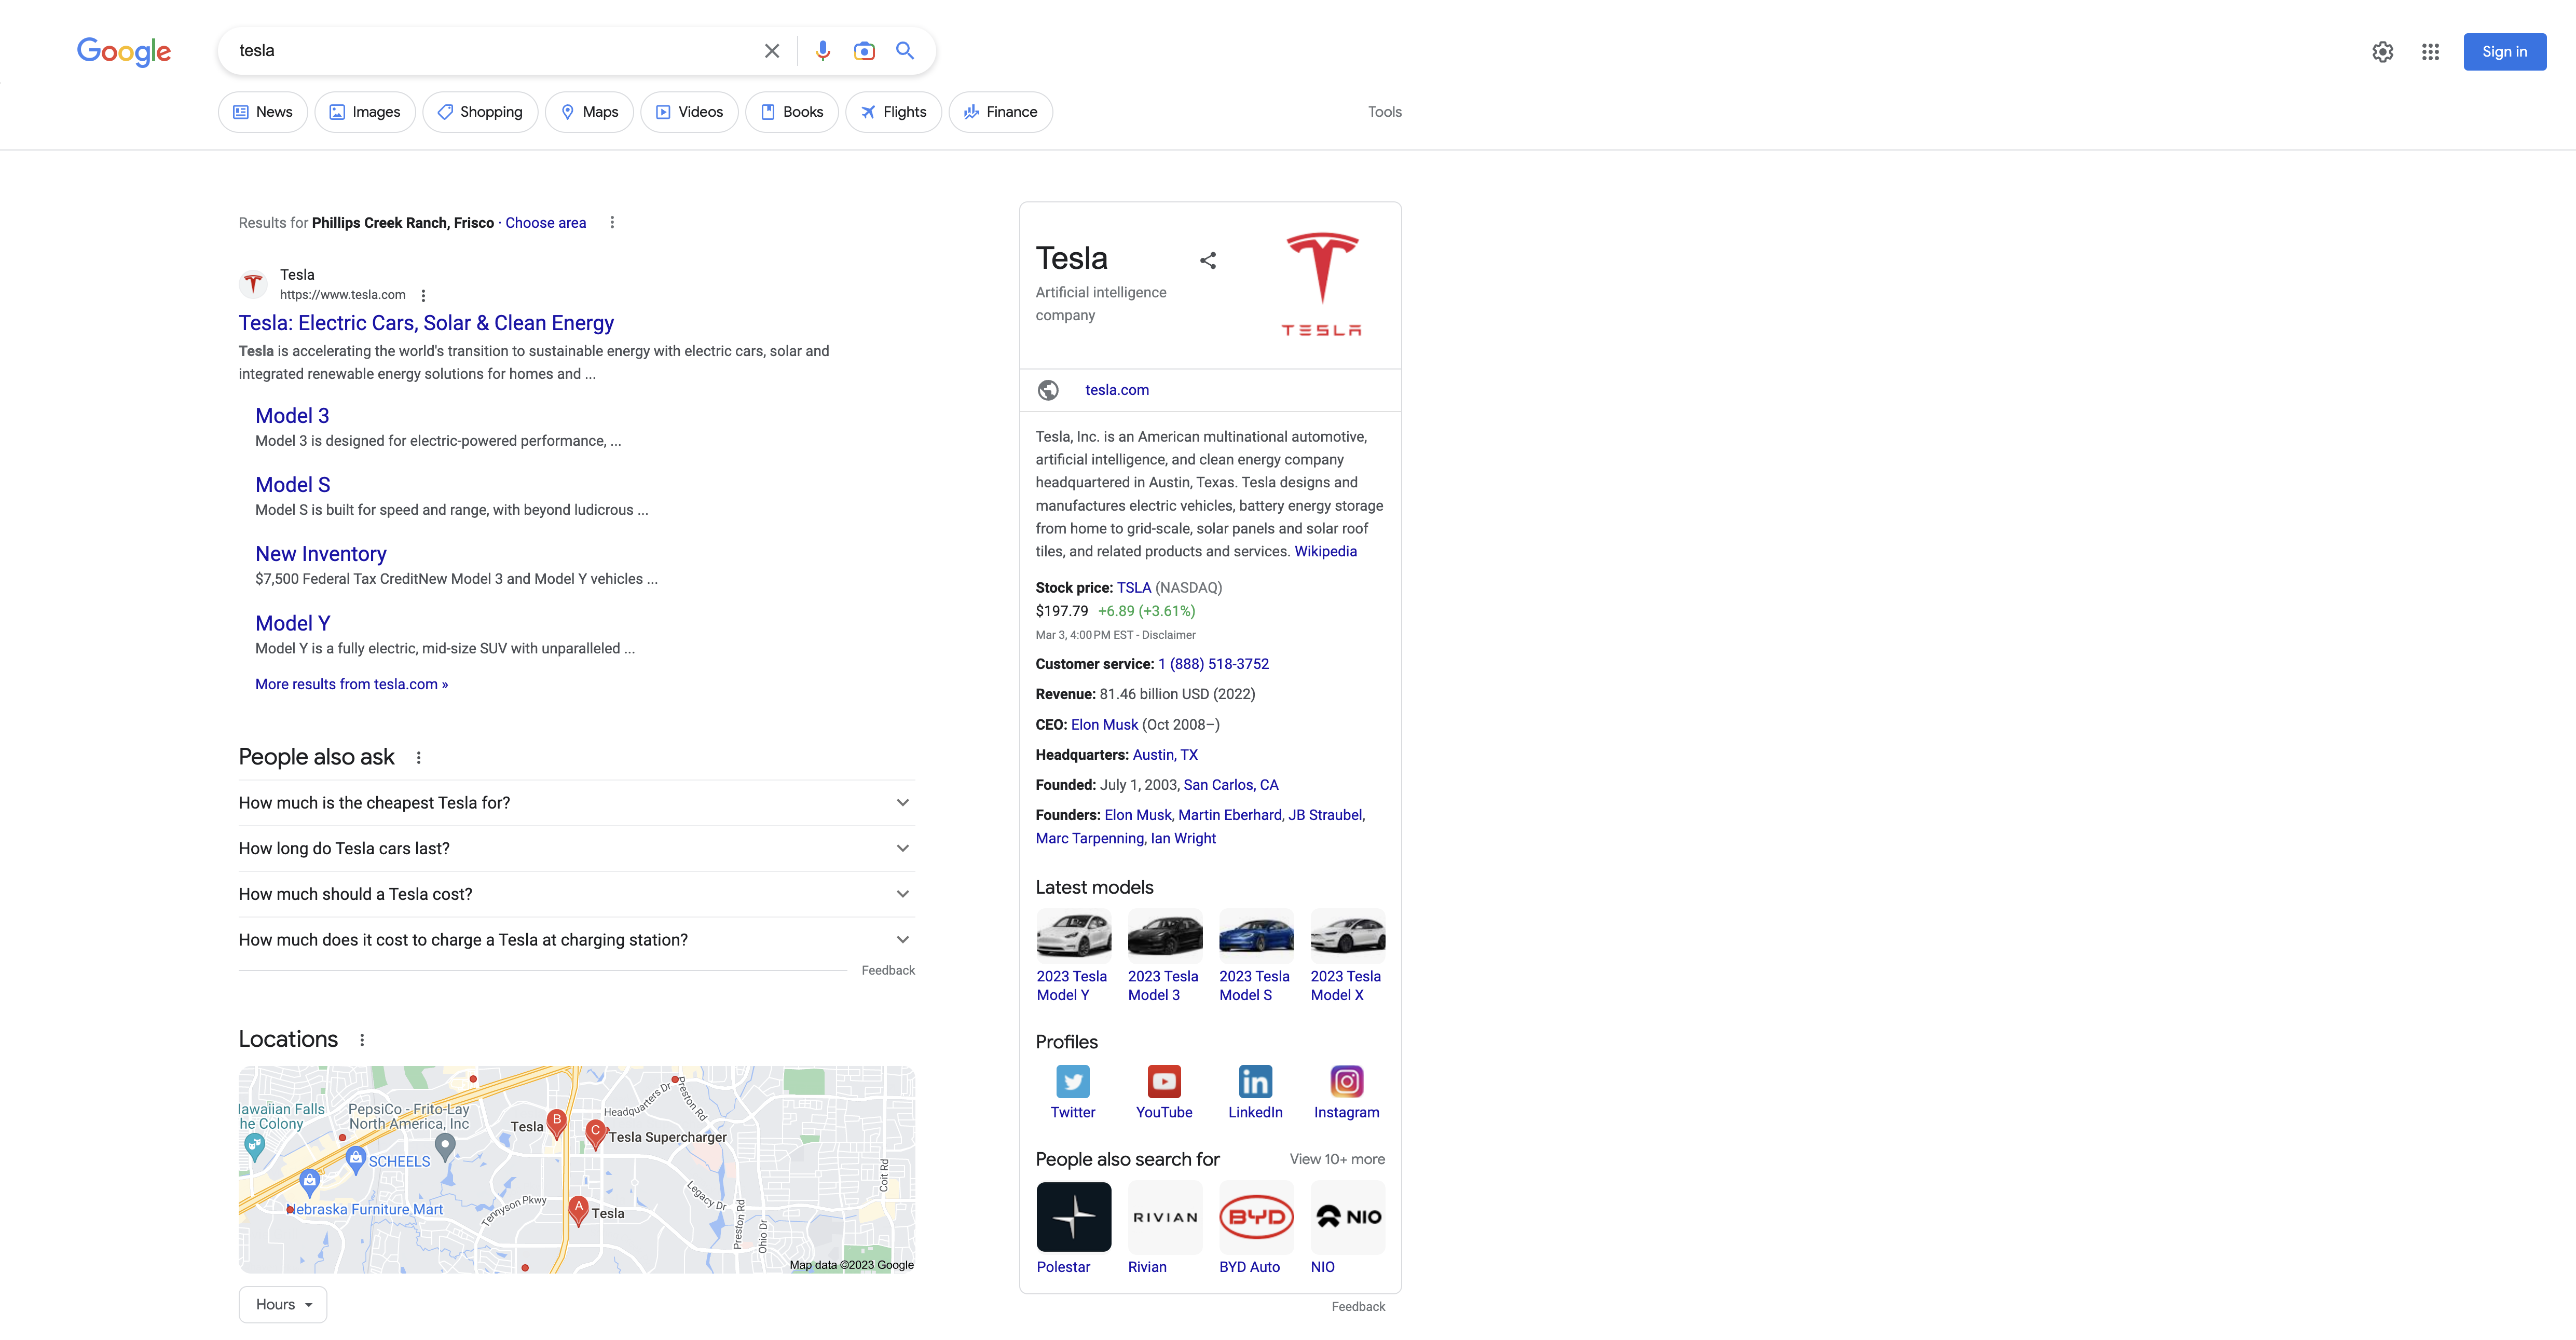 Google
tesla
Sign in
News
Images
Shopping
Maps
Videos
Books
Flights
Finance
Tools
Results for Phillips Creek Ranch, Frisco · Choose area
Tesla
https://www.tesla.com
Tesla: Electric Cars, Solar & Clean Energy
Tesla is accelerating the world's transition to sustainable energy with electric cars, solar and
integrated renewable energy solutions for homes and ...
Model 3
Model 3 is designed for electric-powered performance, ...
Model S
Model S is built for speed and range, with beyond ludicrous ...
New Inventory
$7,500 Federal Tax CreditNew Model 3 and Model Y vehicles ...
Model Y
Model Y is a fully electric, mid-size SUV with unparalleled ...
More results from tesla.com »
People also ask
How much is the cheapest Tesla for?
How long do Tesla cars last?
How much should a Tesla cost?
How much does it cost to charge a Tesla at charging station?
Feedback
Locations
Headquarters Dr
Preston Rd
lawaiian Falls
he Colony
PepsiCo - Frito-Lay
North America, Inc
Tesla
B
C
Tesla Supercharger
SCHEELS
Coit Rd
Legacy Dr
Nebraska Furniture Mart
Tennyson Pkwy
A
Tesla
Preston Rd
Ohio Dr
Map data ©2023 Google
Hours
Tesla
Artificial intelligence
company
TESLA
tesla.com
Tesla, Inc. is an American multinational automotive,
artificial intelligence, and clean energy company
headquartered in Austin, Texas. Tesla designs and
manufactures electric vehicles, battery energy storage
from home to grid-scale, solar panels and solar roof
tiles, and related products and services. Wikipedia
Stock price: TSLA (NASDAQ)
$197.79 +6.89 (+3.61%)
Mar 3, 4:00 PM EST - Disclaimer
Customer service: 1 (888) 518-3752
Revenue: 81.46 billion USD (2022)
CEO: Elon Musk (Oct 2008–)
Headquarters: Austin, TX
Founded: July 1, 2003, San Carlos, CA
Founders: Elon Musk, Martin Eberhard, JB Straubel,
Marc Tarpenning, Ian Wright
Latest models
2023 Tesla
Model Y
2023 Tesla
Model 3
2023 Tesla
Model S
2023 Tesla
Model X
Profiles
in
Twitter
YouTube
LinkedIn
Instagram
People also search for
View 10+ more
RIVIAN
BYD
NIO
Polestar
Rivian
BYD Auto
NIO
Feedback